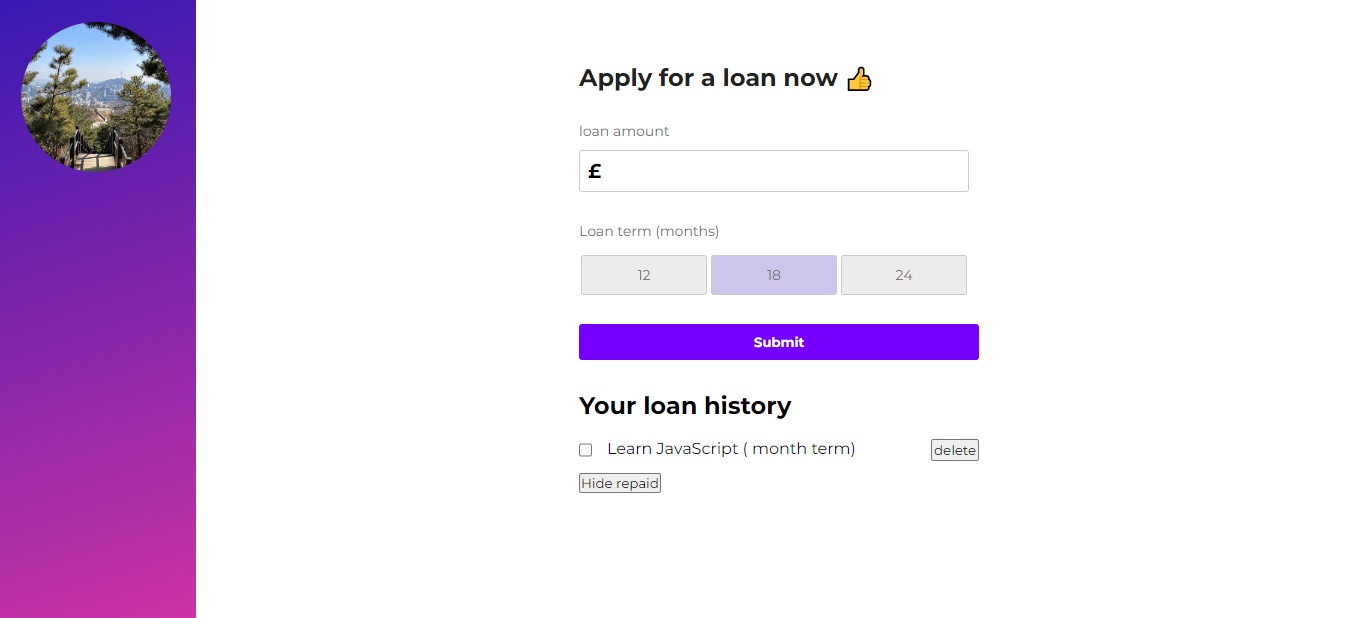 Apply for a loan now 👍
loan amount
£
Loan term (months)
12 18 24
Submit
Your loan history
Learn JavaScript ( month term) delete
Hide repaid